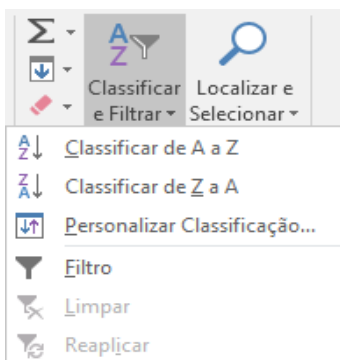 Classificar
e Filtrar
Localizar e
Selecionar
Classificar de A a Z
Classificar de Z a A
Personalizar Classificação...
Filtro
Limpar
Reaplicar